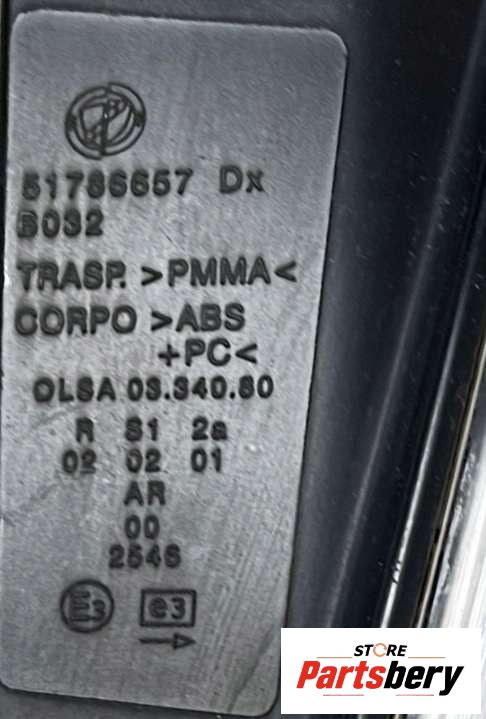 51786657 Dx
B032
TRASP. >PMMA<
CORPO >ABS
+PC<
OLSA 03.340.80
R S1 2a
02 02 01
AR
00
2546
E3 e3
STORE
Partsbery